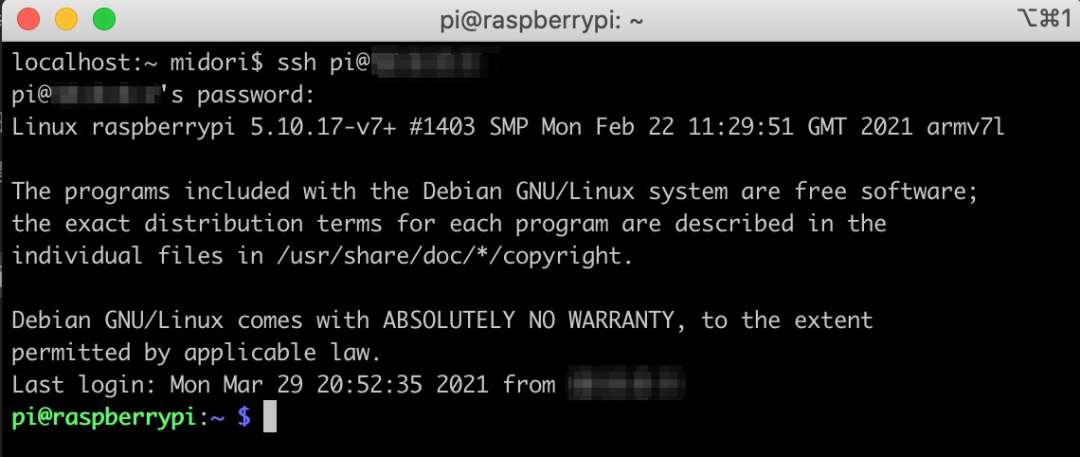 pi@raspberrypi: ~
⌥⌘1
localhost:~ midori$ ssh pi@
pi@'s password:
Linux raspberrypi 5.10.17-v7+ #1403 SMP Mon Feb 22 11:29:51 GMT 2021 armv7l
The programs included with the Debian GNU/Linux system are free software;
the exact distribution terms for each program are described in the
individual files in /usr/share/doc/*/copyright.
Debian GNU/Linux comes with ABSOLUTELY NO WARRANTY, to the extent
permitted by applicable law.
Last login: Mon Mar 29 20:52:35 2021 from
pi@raspberrypi:~ $